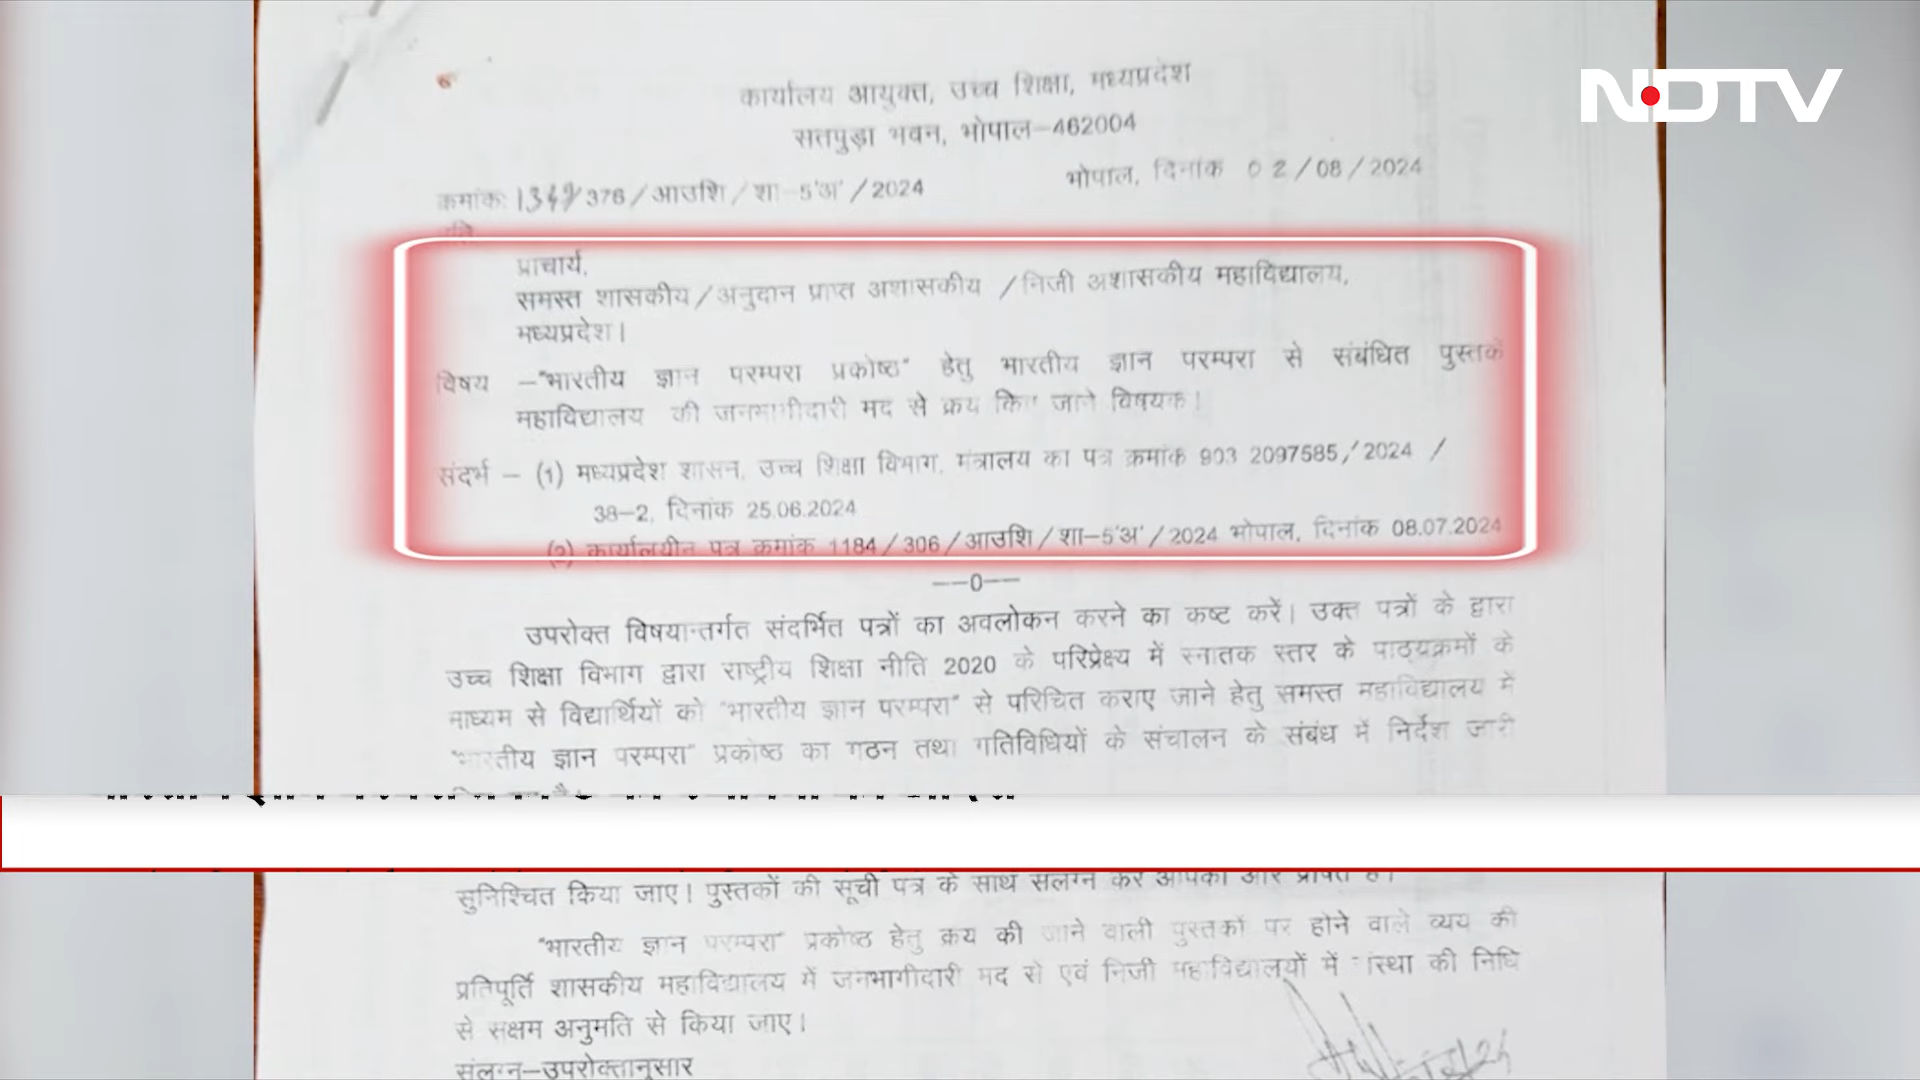 NDTV
कार्यालय आयुक्त, उच्च शिक्षा, मध्यप्रदेश
सतपुड़ा भवन, भोपाल–462004
क्रमांक: 1349/376/आउशि/शा–5'अ'/2024
भोपाल, दिनांक 02/08/2024
प्राचार्य,
समस्त शासकीय/अनुदान प्राप्त अशासकीय /निजी अशासकीय महाविद्यालय,
मध्यप्रदेश।
विषय –"भारतीय ज्ञान परम्परा प्रकोष्ठ" हेतु भारतीय ज्ञान परम्परा से संबंधित पुस्तकें
महाविद्यालय की जनभागीदारी मद से क्रय किए जाने विषयक।
संदर्भ – (1) मध्यप्रदेश शासन, उच्च शिक्षा विभाग, मंत्रालय का पत्र क्रमांक 903 2097585/2024 /
38–2, दिनांक 25.06.2024
(2) कार्यालयीन पत्र क्रमांक 1184/306/आउशि/शा–5'अ'/2024 भोपाल, दिनांक 08.07.2024
––0––
उपरोक्त विषयान्तर्गत संदर्भित पत्रों का अवलोकन करने का कष्ट करें। उक्त पत्रों के द्वारा
उच्च शिक्षा विभाग द्वारा राष्ट्रीय शिक्षा नीति 2020 के परिप्रेक्ष्य में स्नातक स्तर के पाठ्यक्रमों के
माध्यम से विद्यार्थियों को "भारतीय ज्ञान परम्परा" से परिचित कराए जाने हेतु समस्त महाविद्यालय में
"भारतीय ज्ञान परम्परा" प्रकोष्ठ का गठन तथा गतिविधियों के संचालन के संबंध में निर्देश जारी
सुनिश्चित किया जाए। पुस्तकों की सूची पत्र के साथ संलग्न कर आपकी ओर प्रेषित है।
"भारतीय ज्ञान परम्परा" प्रकोष्ठ हेतु क्रय की जाने वाली पुस्तकों पर होने वाले व्यय की
प्रतिपूर्ति शासकीय महाविद्यालय में जनभागीदारी मद से एवं निजी महाविद्यालयों में संस्था की निधि
से सक्षम अनुमति से किया जाए।
संलग्न–उपरोक्तानुसार